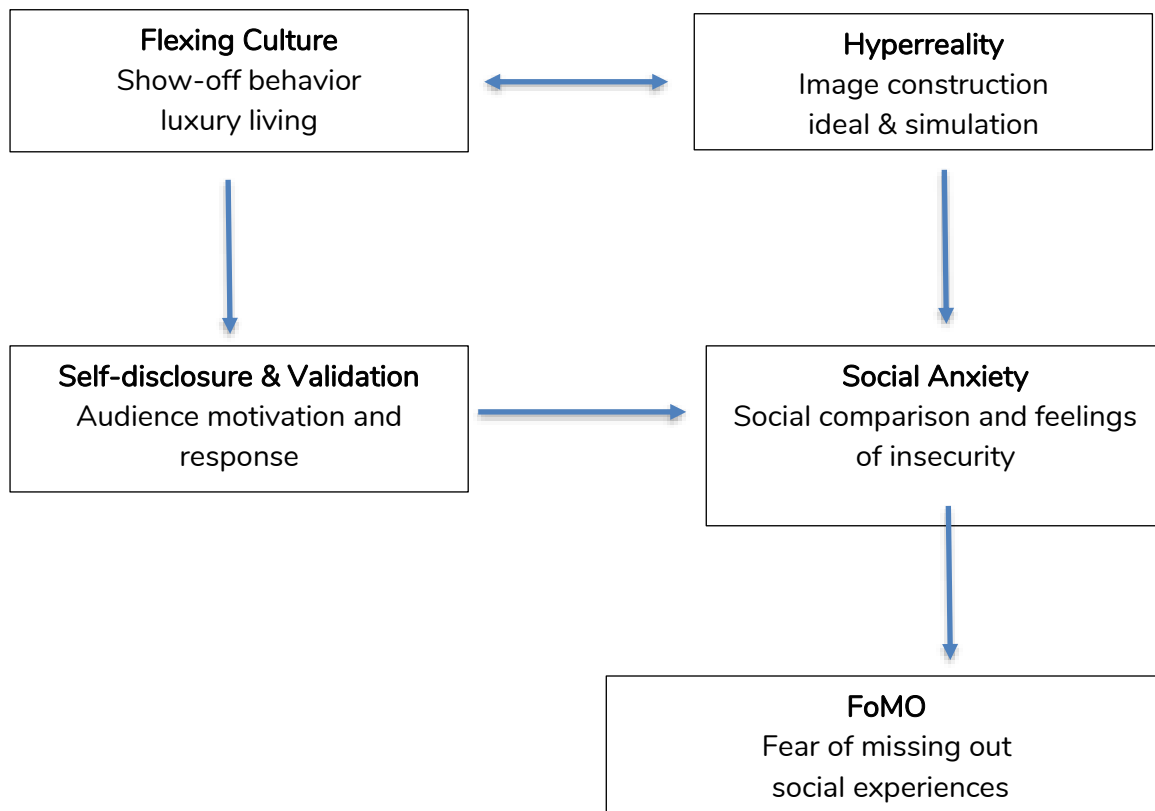 Flexing Culture
Show-off behavior
luxury living
Hyperreality
Image construction
ideal & simulation
Self-disclosure & Validation
Audience motivation and
response
Social Anxiety
Social comparison and feelings
of insecurity
FoMO
Fear of missing out
social experiences